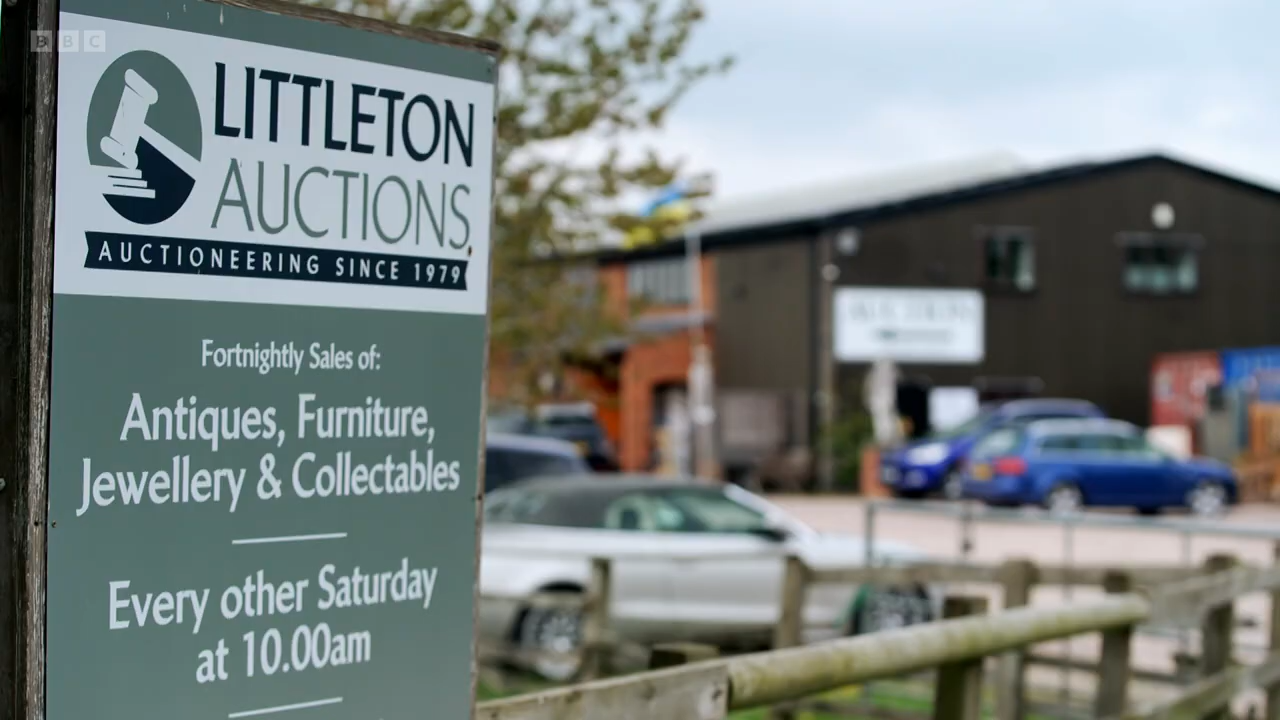 BBC
LITTLETON
AUCTIONS
AUCTIONEERING SINCE 1979
Fortnightly Sales of:
Antiques, Furniture,
Jewellery & Collectables
Every other Saturday
at 10.00am
AUCTION